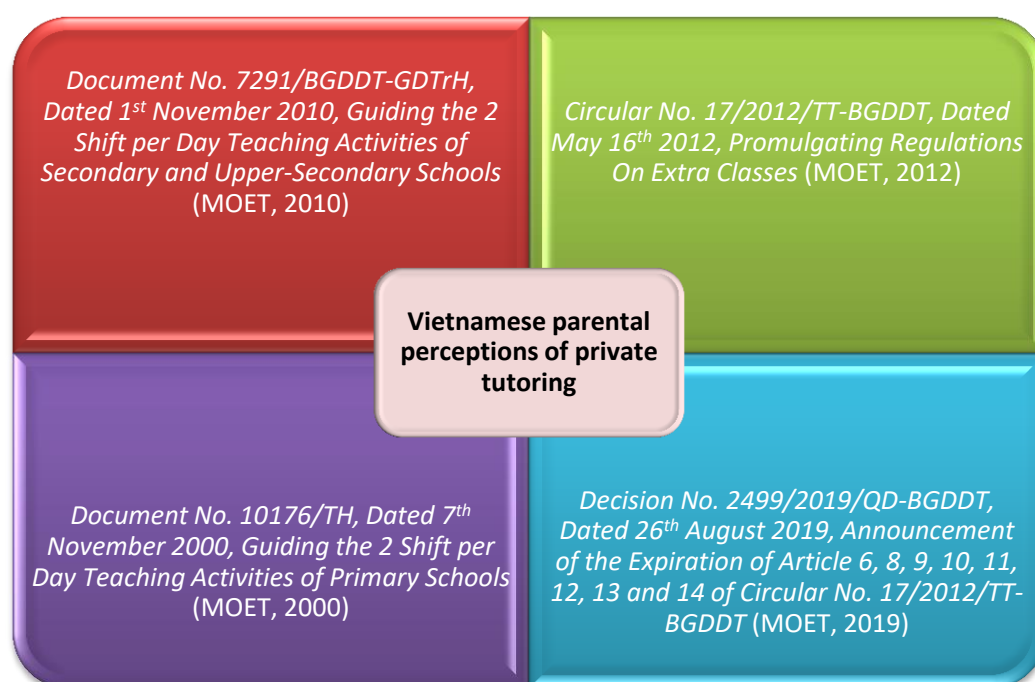 Document No. 7291/BGDDT-GDTrH,
Dated 1st November 2010, Guiding the 2
Shift per Day Teaching Activities of
Secondary and Upper-Secondary Schools
(MOET, 2010)
Circular No. 17/2012/TT-BGDDT, Dated
May 16th 2012, Promulgating Regulations
On Extra Classes (MOET, 2012)
Vietnamese parental
perceptions of private
tutoring
Document No. 10176/TH, Dated 7th
November 2000, Guiding the 2 Shift per
Day Teaching Activities of Primary Schools
(MOET, 2000)
Decision No. 2499/2019/QD-BGDDT,
Dated 26th August 2019, Announcement
of the Expiration of Article 6, 8, 9, 10, 11,
12, 13 and 14 of Circular No. 17/2012/TT-
BGDDT (MOET, 2019)